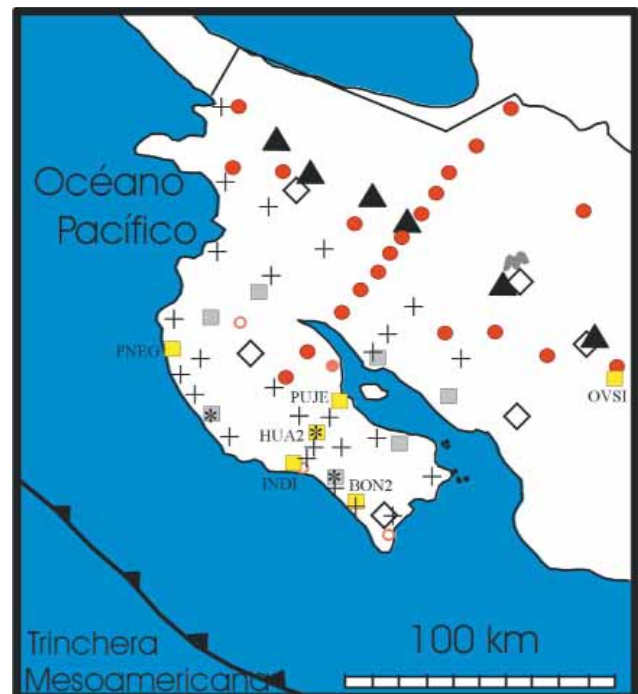 Océano
Pacífico
PNEG
OVSI
PUJE
HUA2
INDI
BON2
100 km
Trinchera
Mesoamericana